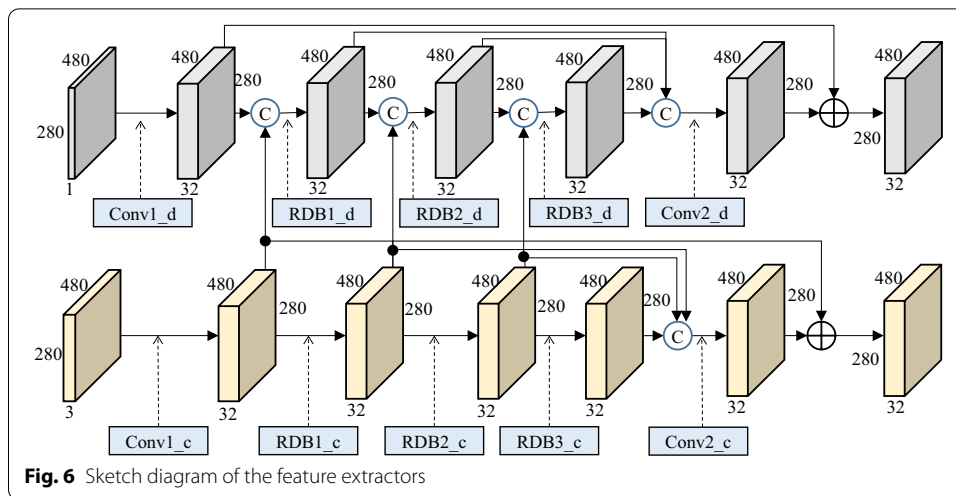 480 480 480 480 480 480 480
280 280 280 280
C C C C
280 280
1 32 32 32 32 32 32
Conv1_d RDB1_d RDB2_d RDB3_d Conv2_d
480 480 480 480 480 480 480
280 280 280 280 280
280 C 280
3 32 32 32 32 32 32
Conv1_c RDB1_c RDB2_c RDB3_c Conv2_c
Fig. 6 Sketch diagram of the feature extractors